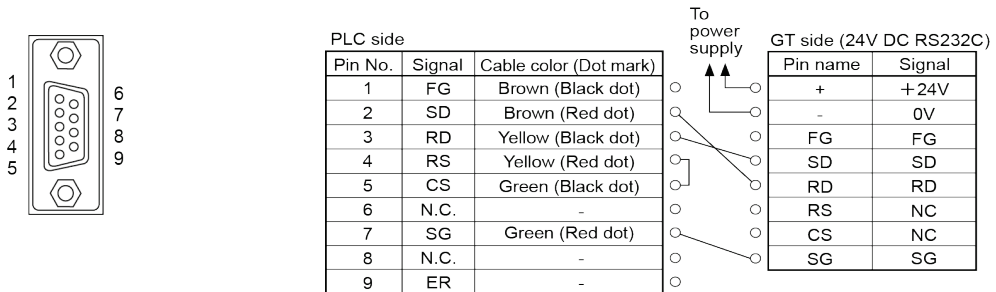 To
power
supply
PLC side
GT side (24V DC RS232C)
Pin No. Signal Cable color (Dot mark)
Pin name Signal
1 FG Brown (Black dot)
+ +24V
2 SD Brown (Red dot)
- 0V
3 RD Yellow (Black dot)
FG FG
4 RS Yellow (Red dot)
SD SD
5 CS Green (Black dot)
RD RD
6 N.C. -
RS NC
7 SG Green (Red dot)
CS NC
8 N.C. -
SG SG
9 ER -
1
2
3
4
5
6
7
8
9